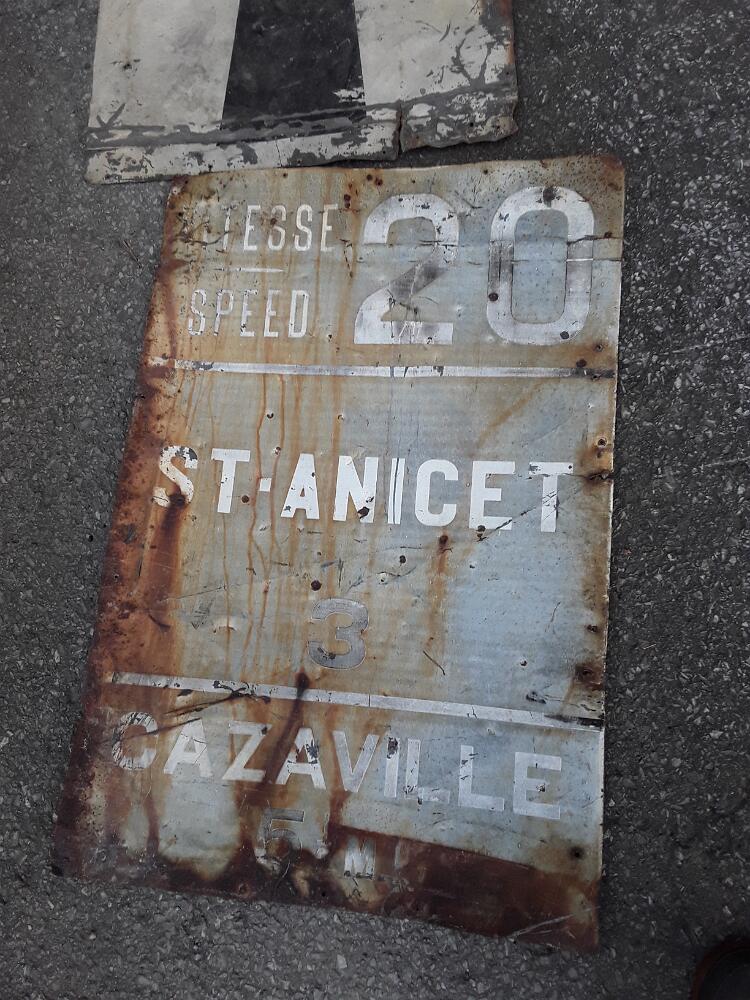 VITESSE 20
SPEED
ST-ANICET
3
CAZAVILLE
5 M